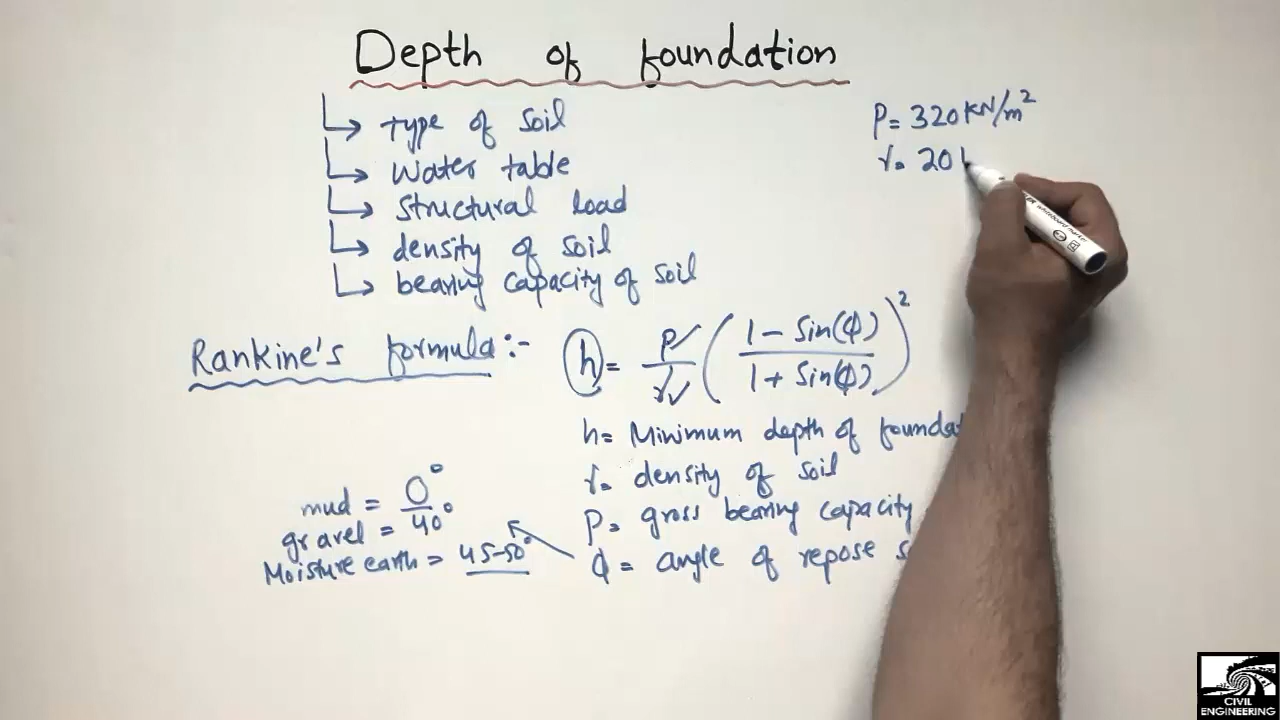 Depth of foundation
type of soil
Water table
structural load
density of soil
bearing capacity of soil
P = 320 KN/m²
γ = 20
Rankine's formula :-
h = P/γ ( 1 - Sin(φ) / 1 + Sin(φ) )²
h = Minimum depth of
γ = density of soil
P = gross bearing capacity
φ = angle of repose
mud = 0°
gravel = 40°
Moisture earth = 45-50°
CIVIL
ENGINEERING